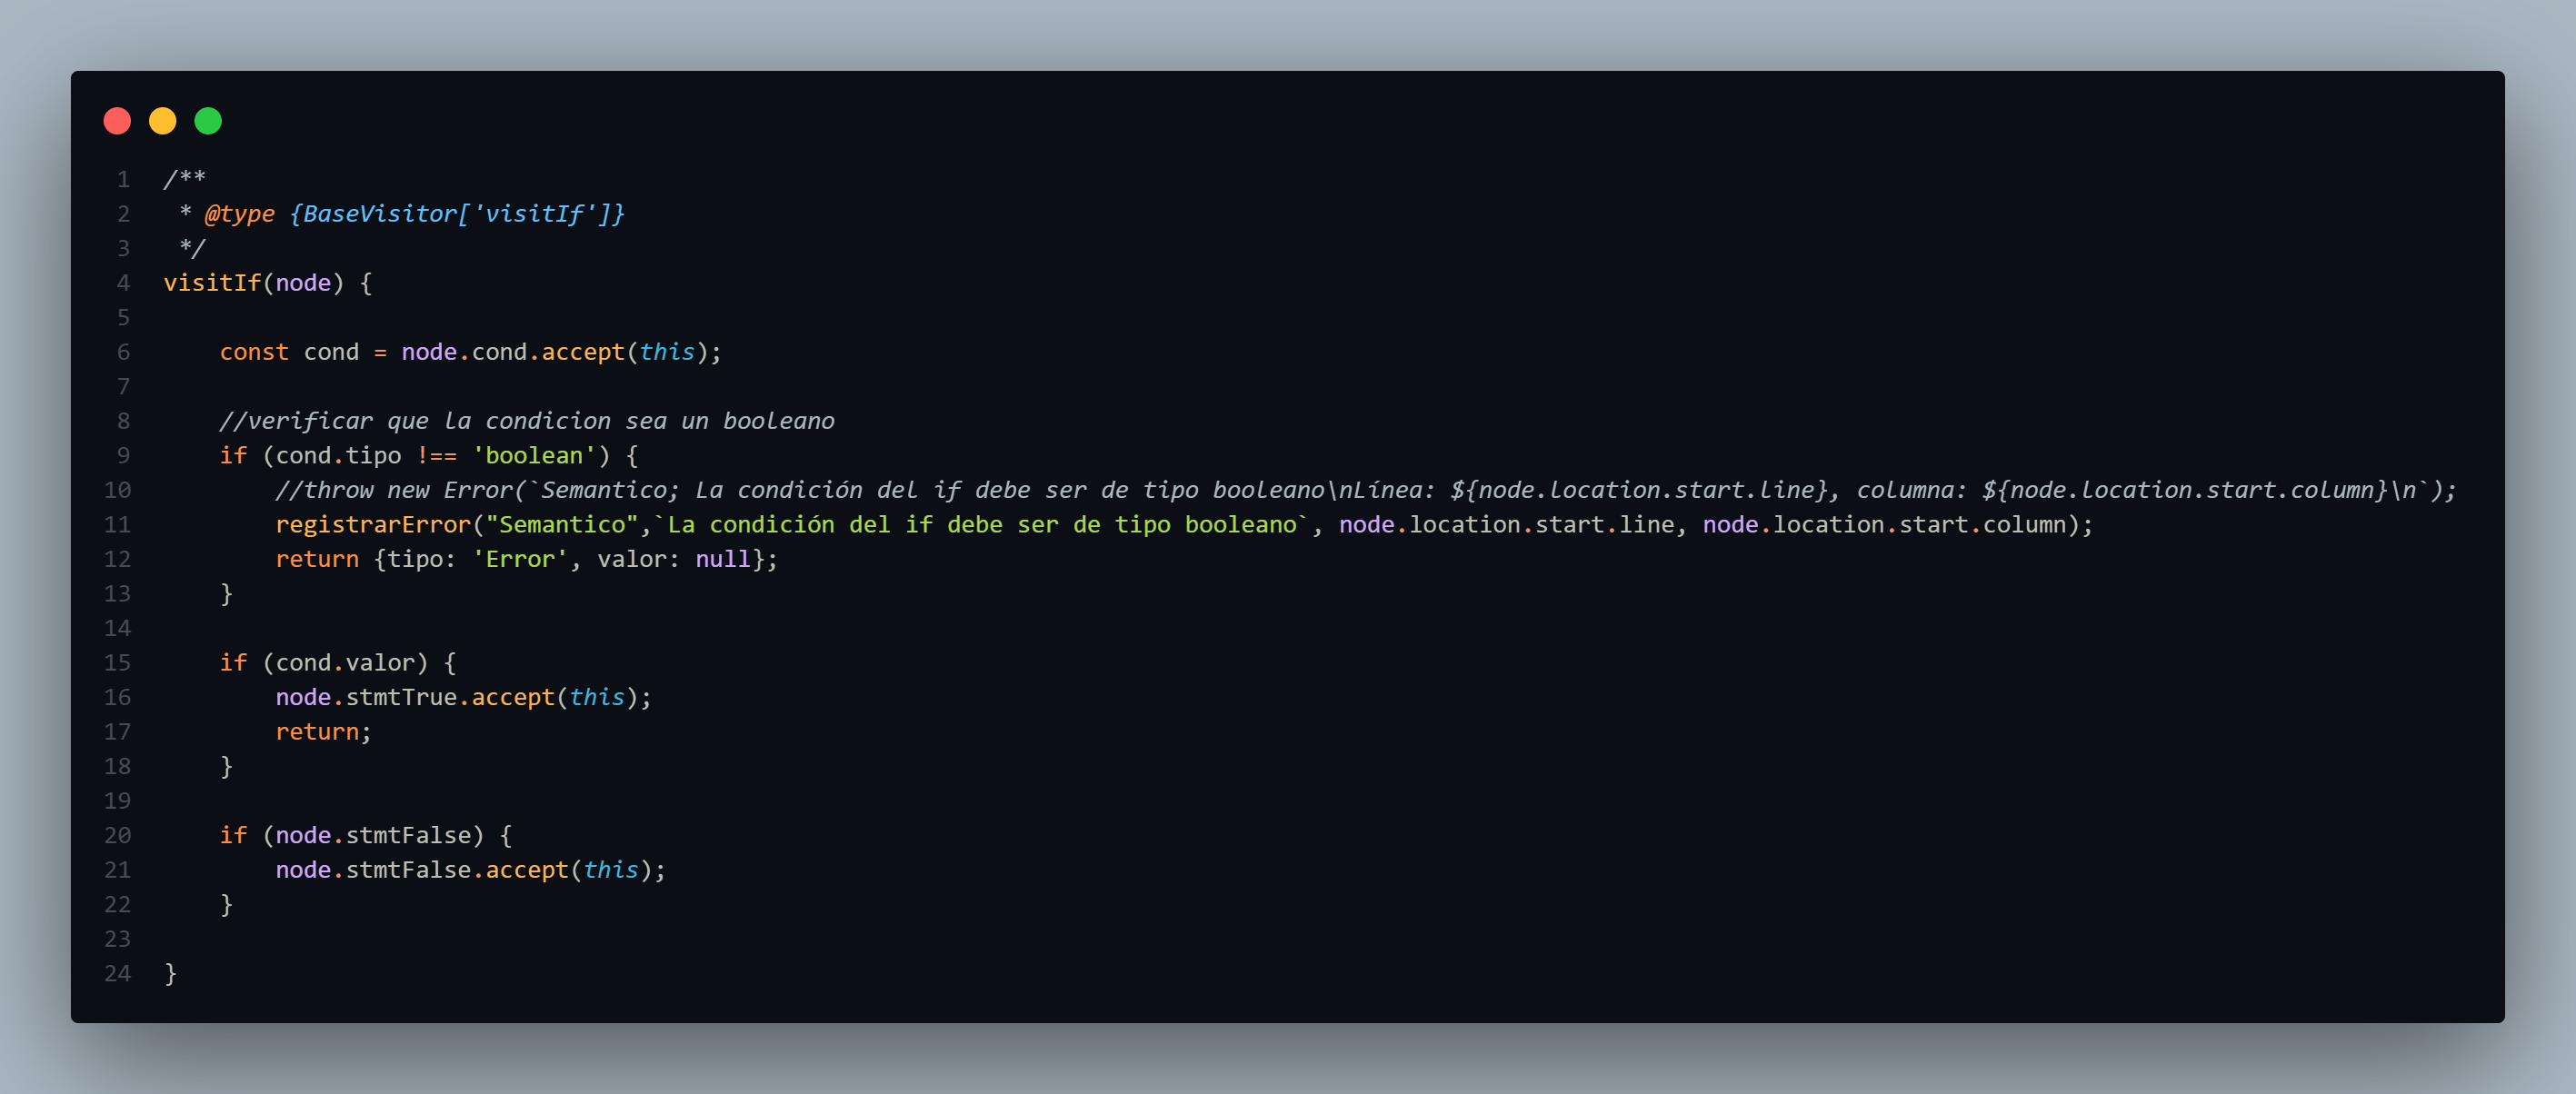 1 /**
2  * @type {BaseVisitor['visitIf']}
3  */
4 visitIf(node) {
5
6     const cond = node.cond.accept(this);
7
8     //verificar que la condicion sea un booleano
9     if (cond.tipo !== 'boolean') {
10         //throw new Error(`Semantico; La condición del if debe ser de tipo booleano\nLínea: ${node.location.start.line}, columna: ${node.location.start.column}\n`);
11         registrarError("Semantico",`La condición del if debe ser de tipo booleano`, node.location.start.line, node.location.start.column);
12         return {tipo: 'Error', valor: null};
13     }
14
15     if (cond.valor) {
16         node.stmtTrue.accept(this);
17         return;
18     }
19
20     if (node.stmtFalse) {
21         node.stmtFalse.accept(this);
22     }
23
24 }